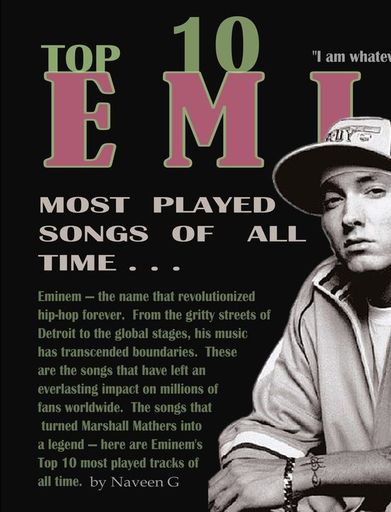 TOP 10
"I am whatev
EMI
MOST PLAYED
SONGS OF ALL
TIME . . .
Eminem — the name that revolutionized
hip-hop forever. From the gritty streets of
Detroit to the global stages, his music
has transcended boundaries. These
are the songs that have left an
everlasting impact on millions of
fans worldwide. The songs that
turned Marshall Mathers into
a legend — here are Eminem's
Top 10 most played tracks of
all time. by Naveen G